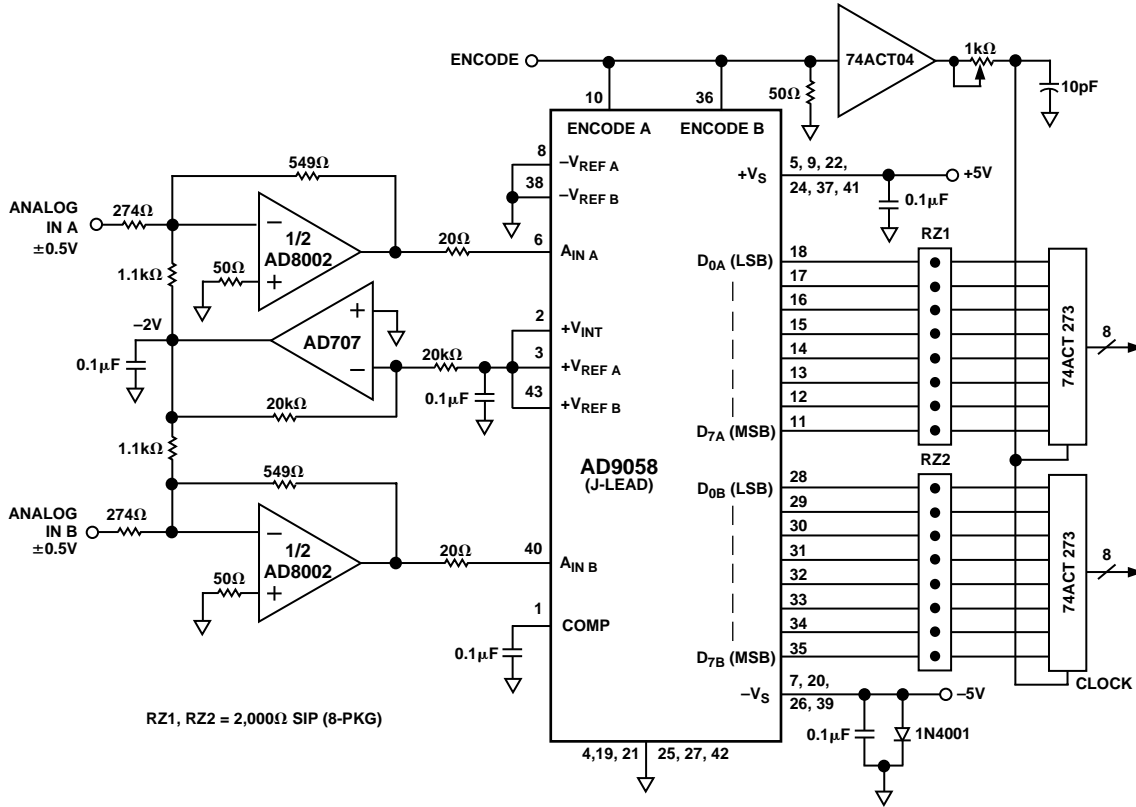 ENCODE
74ACT04
1kΩ
10pF
50Ω
10
36
ENCODE A
ENCODE B
8
–VREF A
38
–VREF B
+VS
5, 9, 22,
24, 37, 41
+5V
0.1µF
549Ω
ANALOG
IN A
±0.5V
274Ω
1/2
AD8002
50Ω
20Ω
6
AIN A
1.1kΩ
–2V
0.1µF
AD707
20kΩ
20kΩ
0.1µF
2
+VINT
3
+VREF A
43
+VREF B
1.1kΩ
549Ω
ANALOG
IN B
±0.5V
274Ω
1/2
AD8002
50Ω
20Ω
40
AIN B
1
COMP
0.1µF
AD9058
(J-LEAD)
RZ1
D0A (LSB)
18
17
16
15
14
13
12
D7A (MSB)
11
74ACT 273
8
RZ2
D0B (LSB)
28
29
30
31
32
33
34
D7B (MSB)
35
74ACT 273
8
CLOCK
–VS
7, 20,
26, 39
–5V
0.1µF
1N4001
4,19, 21
25, 27, 42
RZ1, RZ2 = 2,000Ω SIP (8-PKG)